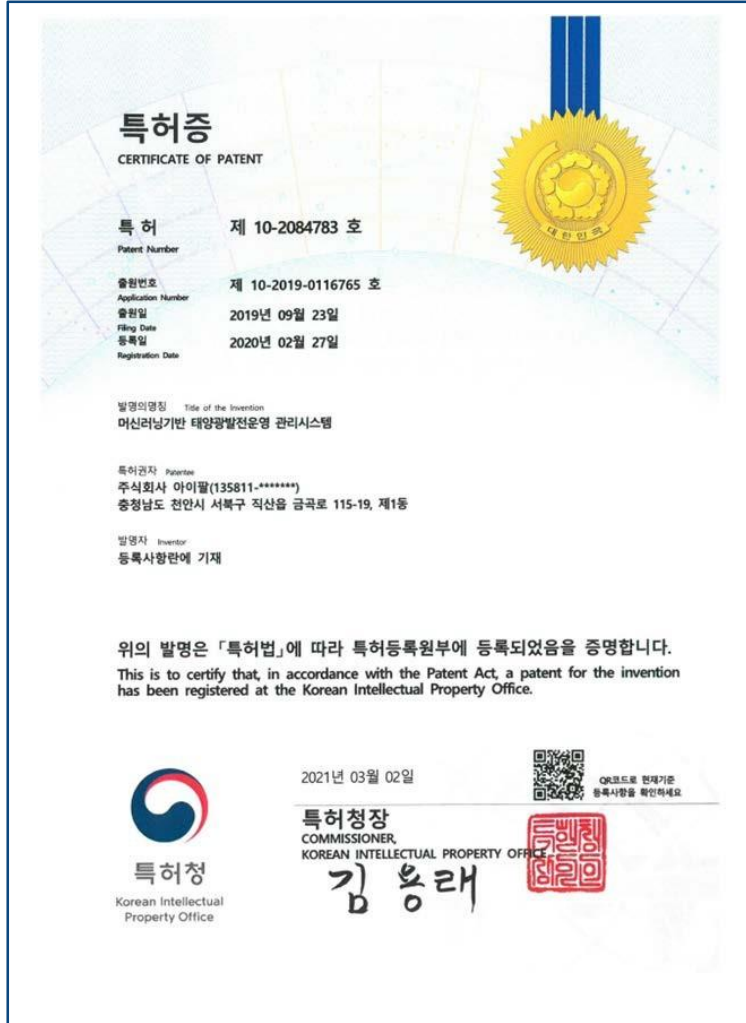 특허증
CERTIFICATE OF PATENT
대한민국
특 허 제 10-2084783 호
Patent Number
출원번호 제 10-2019-0116765 호
Application Number
출원일 2019년 09월 23일
Filing Date
등록일 2020년 02월 27일
Registration Date
발명의명칭 Title of the Invention
머신러닝기반 태양광발전운영 관리시스템
특허권자 Patentee
주식회사 아이팔(135811-*******)
충청남도 천안시 서북구 직산읍 금곡로 115-19, 제1동
발명자 Inventor
등록사항란에 기재
위의 발명은 「특허법」에 따라 특허등록원부에 등록되었음을 증명합니다.
This is to certify that, in accordance with the Patent Act, a patent for the invention
has been registered at the Korean Intellectual Property Office.
2021년 03월 02일
QR코드로 현재기준
등록사항을 확인하세요
특허청장
COMMISSIONER,
KOREAN INTELLECTUAL PROPERTY OFFICE
김용래
특허청
Korean Intellectual
Property Office